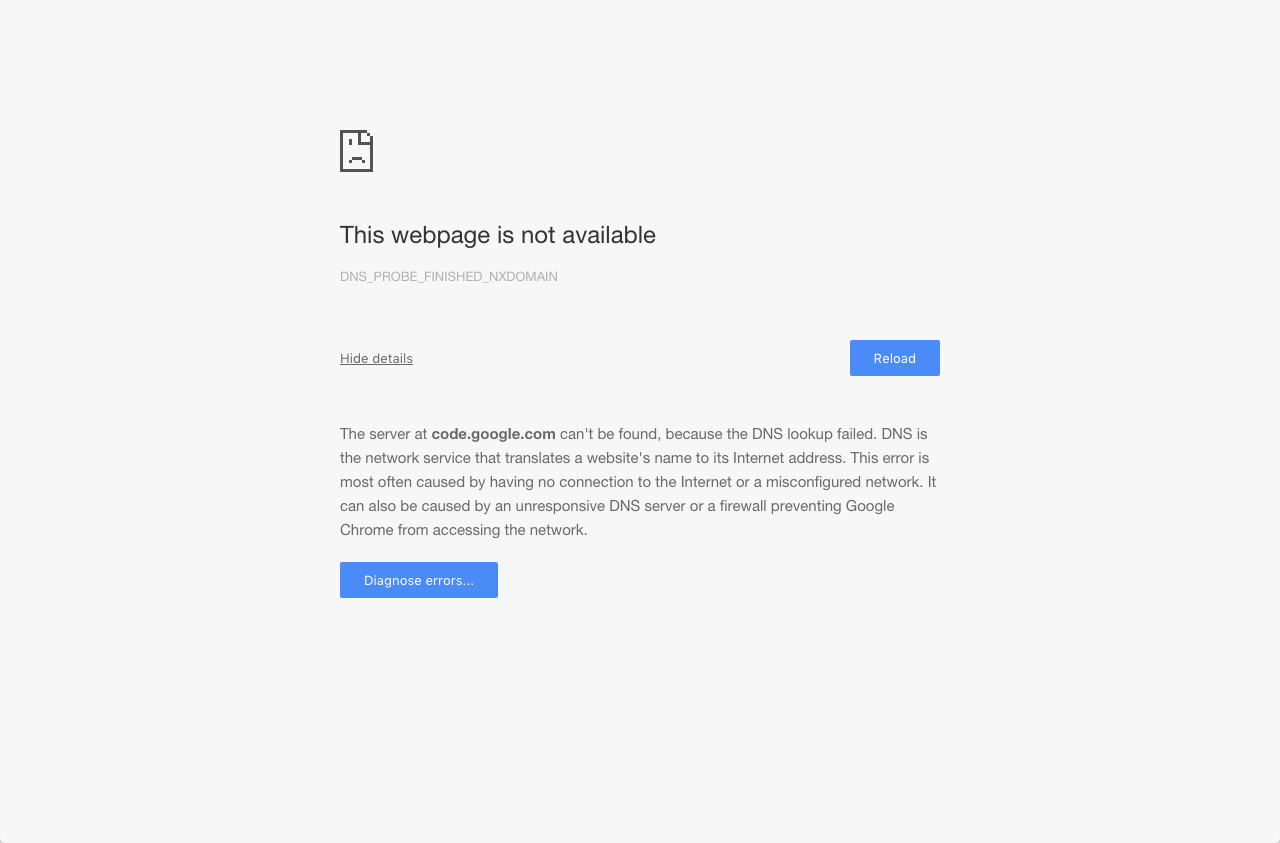 This webpage is not available
DNS_PROBE_FINISHED_NXDOMAIN
Hide details
Reload
The server at code.google.com can't be found, because the DNS lookup failed. DNS is
the network service that translates a website's name to its Internet address. This error is
most often caused by having no connection to the Internet or a misconfigured network. It
can also be caused by an unresponsive DNS server or a firewall preventing Google
Chrome from accessing the network.
Diagnose errors...